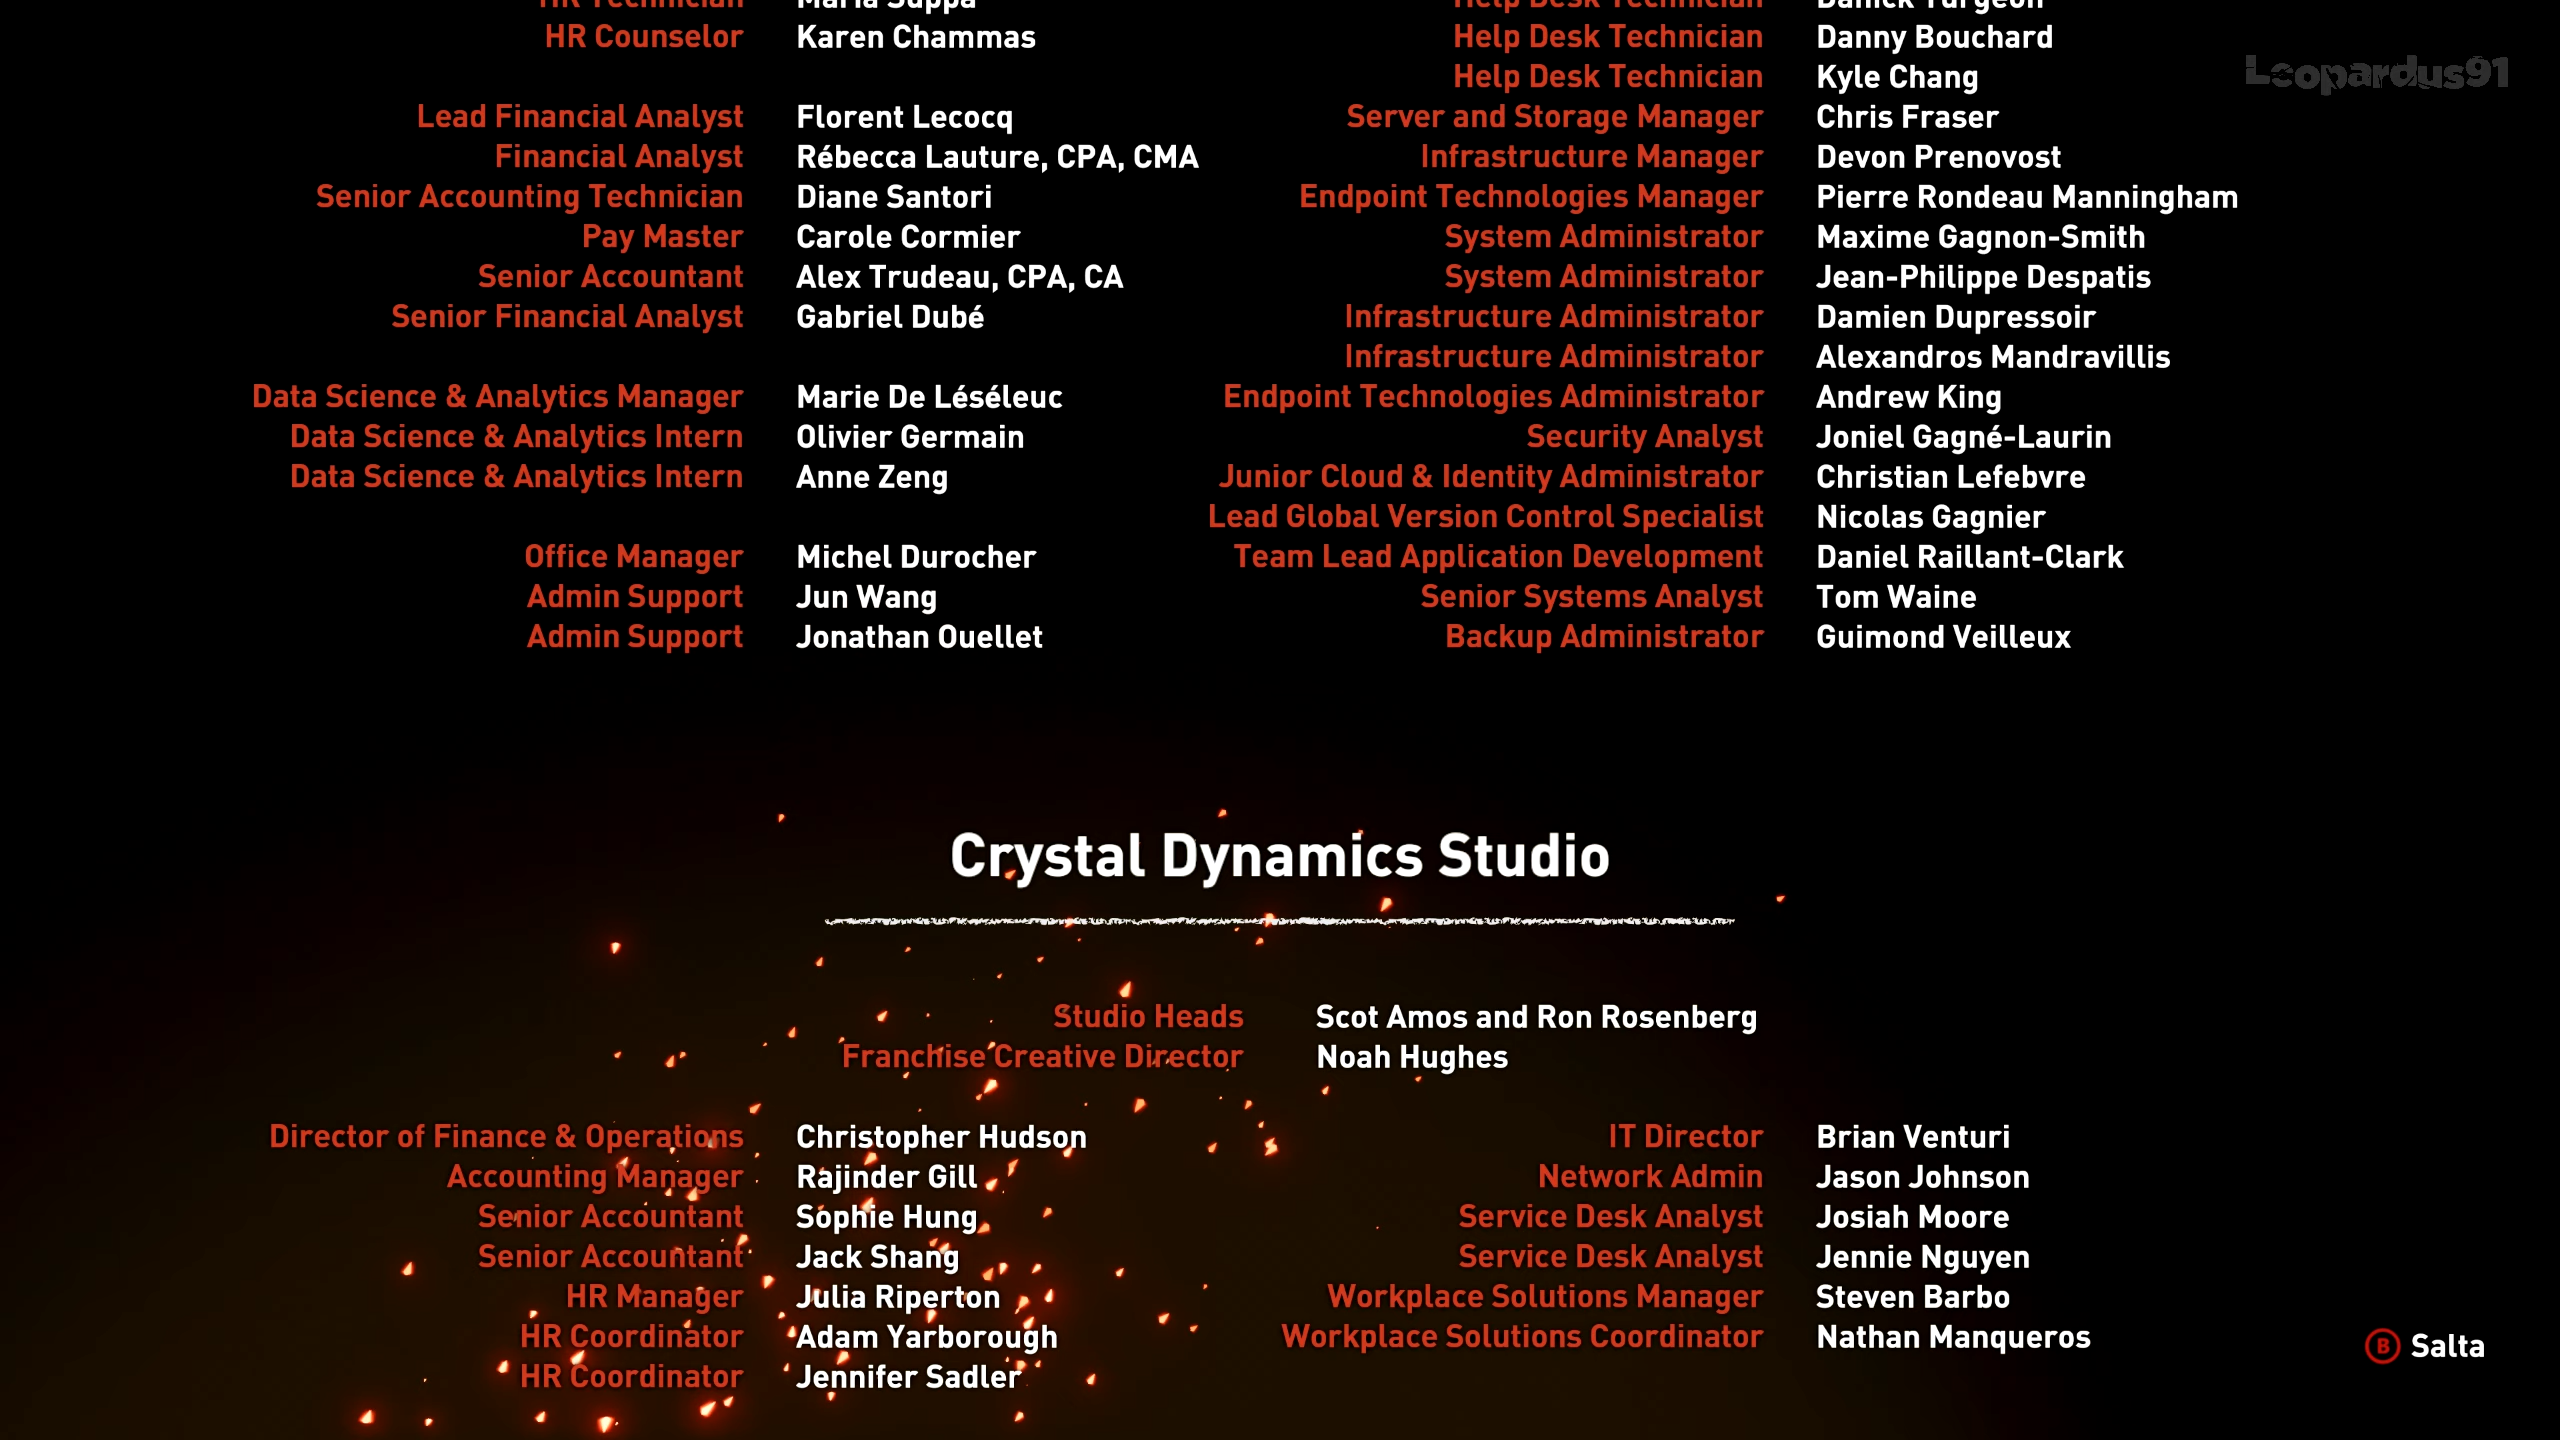 HR Technician Maria Suppa
HR Counselor Karen Chammas
Lead Financial Analyst Florent Lecocq
Financial Analyst Rébecca Lauture, CPA, CMA
Senior Accounting Technician Diane Santori
Pay Master Carole Cormier
Senior Accountant Alex Trudeau, CPA, CA
Senior Financial Analyst Gabriel Dubé
Data Science & Analytics Manager Marie De Léséleuc
Data Science & Analytics Intern Olivier Germain
Data Science & Analytics Intern Anne Zeng
Office Manager Michel Durocher
Admin Support Jun Wang
Admin Support Jonathan Ouellet
Help Desk Technician Danick Turgeon
Help Desk Technician Danny Bouchard
Help Desk Technician Kyle Chang
Server and Storage Manager Chris Fraser
Infrastructure Manager Devon Prenovost
Endpoint Technologies Manager Pierre Rondeau Manningham
System Administrator Maxime Gagnon-Smith
System Administrator Jean-Philippe Despatis
Infrastructure Administrator Damien Dupressoir
Infrastructure Administrator Alexandros Mandravillis
Endpoint Technologies Administrator Andrew King
Security Analyst Joniel Gagné-Laurin
Junior Cloud & Identity Administrator Christian Lefebvre
Lead Global Version Control Specialist Nicolas Gagnier
Team Lead Application Development Daniel Raillant-Clark
Senior Systems Analyst Tom Waine
Backup Administrator Guimond Veilleux
Leopardus91
Crystal Dynamics Studio
Studio Heads Scot Amos and Ron Rosenberg
Franchise Creative Director Noah Hughes
Director of Finance & Operations Christopher Hudson
Accounting Manager Rajinder Gill
Senior Accountant Sophie Hung
Senior Accountant Jack Shang
HR Manager Julia Riperton
HR Coordinator Adam Yarborough
HR Coordinator Jennifer Sadler
IT Director Brian Venturi
Network Admin Jason Johnson
Service Desk Analyst Josiah Moore
Service Desk Analyst Jennie Nguyen
Workplace Solutions Manager Steven Barbo
Workplace Solutions Coordinator Nathan Manqueros
B Salta